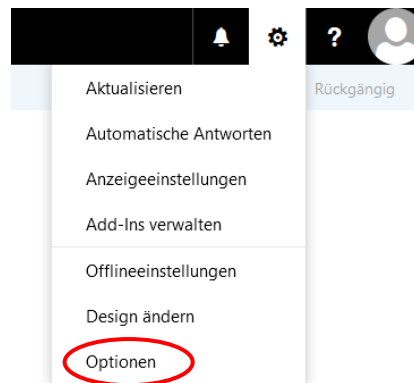 ?
Aktualisieren
Rückgängig
Automatische Antworten
Anzeigeeinstellungen
Add-Ins verwalten
Offlineeinstellungen
Design ändern
Optionen